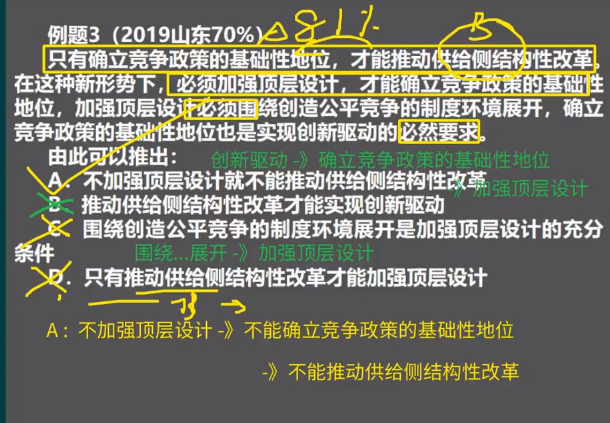 例题3（2019山东70%） 81%
B
只有确立竞争政策的基础性地位，才能推动供给侧结构性改革。
在这种新形势下，必须加强顶层设计，才能确立竞争政策的基础性
地位，加强顶层设计必须围绕创造公平竞争的制度环境展开，确立
竞争政策的基础性地位也是实现创新驱动的必然要求。
由此可以推出：
创新驱动 -》确立竞争政策的基础性地位
A．不加强顶层设计就不能推动供给侧结构性改革
-》加强顶层设计
B．推动供给侧结构性改革才能实现创新驱动
C．围绕创造公平竞争的制度环境展开是加强顶层设计的充分
条件
围绕...展开 -》加强顶层设计
D．只有推动供给侧结构性改革才能加强顶层设计
A：不加强顶层设计 -》不能确立竞争政策的基础性地位
-》不能推动供给侧结构性改革